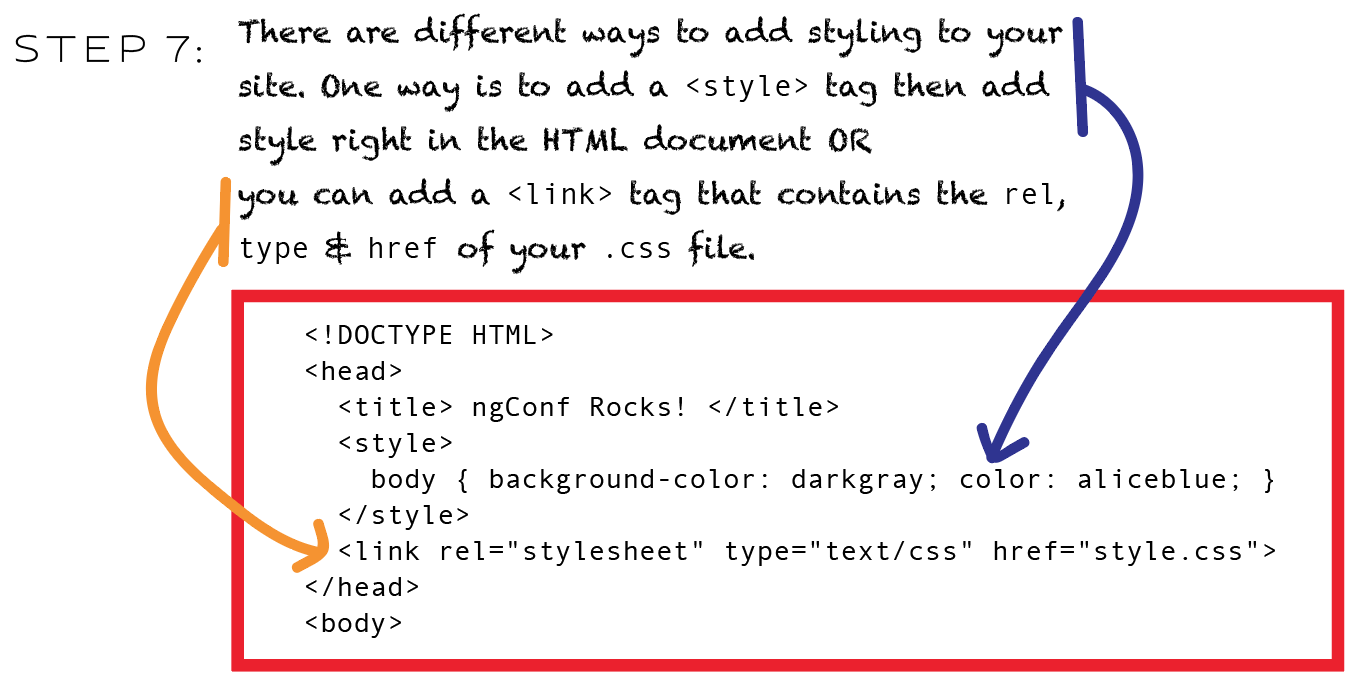 STEP 7:
There are different ways to add styling to your
site. One way is to add a <style> tag then add
style right in the HTML document OR
you can add a <link> tag that contains the rel,
type & href of your .css file.
<!DOCTYPE HTML>
<head>
  <title> ngConf Rocks! </title>
  <style>
    body { background-color: darkgray; color: aliceblue; }
  </style>
  <link rel="stylesheet" type="text/css" href="style.css">
</head>
<body>